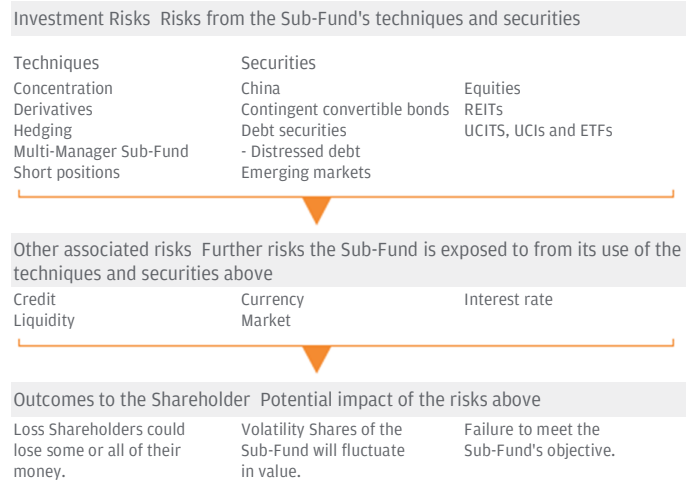 Investment Risks Risks from the Sub-Fund's techniques and securities
Techniques
Concentration
Derivatives
Hedging
Multi-Manager Sub-Fund
Short positions
Securities
China
Contingent convertible bonds
Debt securities
- Distressed debt
Emerging markets
Equities
REITs
UCITS, UCIs and ETFs
Other associated risks Further risks the Sub-Fund is exposed to from its use of the
techniques and securities above
Credit
Liquidity
Currency
Market
Interest rate
Outcomes to the Shareholder Potential impact of the risks above
Loss Shareholders could
lose some or all of their
money.
Volatility Shares of the
Sub-Fund will fluctuate
in value.
Failure to meet the
Sub-Fund's objective.